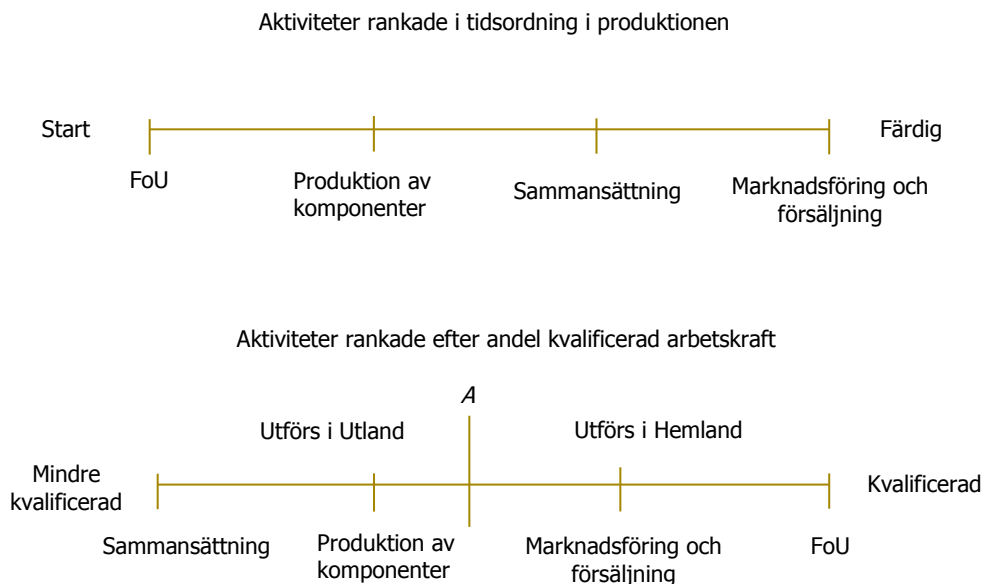 Aktiviteter rankade i tidsordning i produktionen
Start
Färdig
FoU
Produktion av
komponenter
Sammansättning
Marknadsföring och
försäljning
Aktiviteter rankade efter andel kvalificerad arbetskraft
A
Utförs i Utland
Utförs i Hemland
Mindre
kvalificerad
Kvalificerad
Sammansättning
Produktion av
komponenter
Marknadsföring och
försäljning
FoU